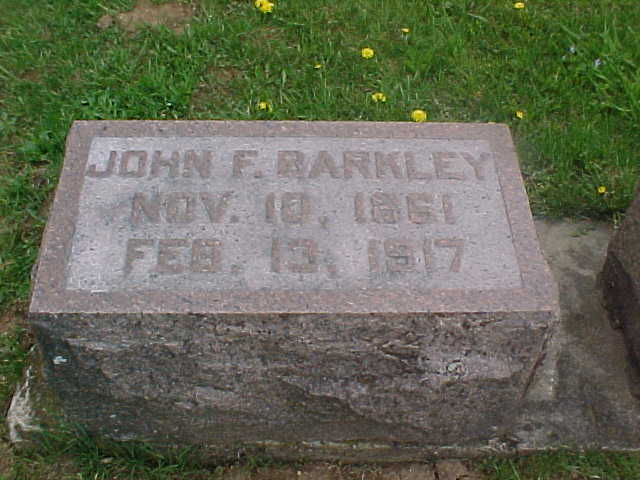 JOHN F. BARKLEY
NOV. 10, 1861
FEB. 13, 1917